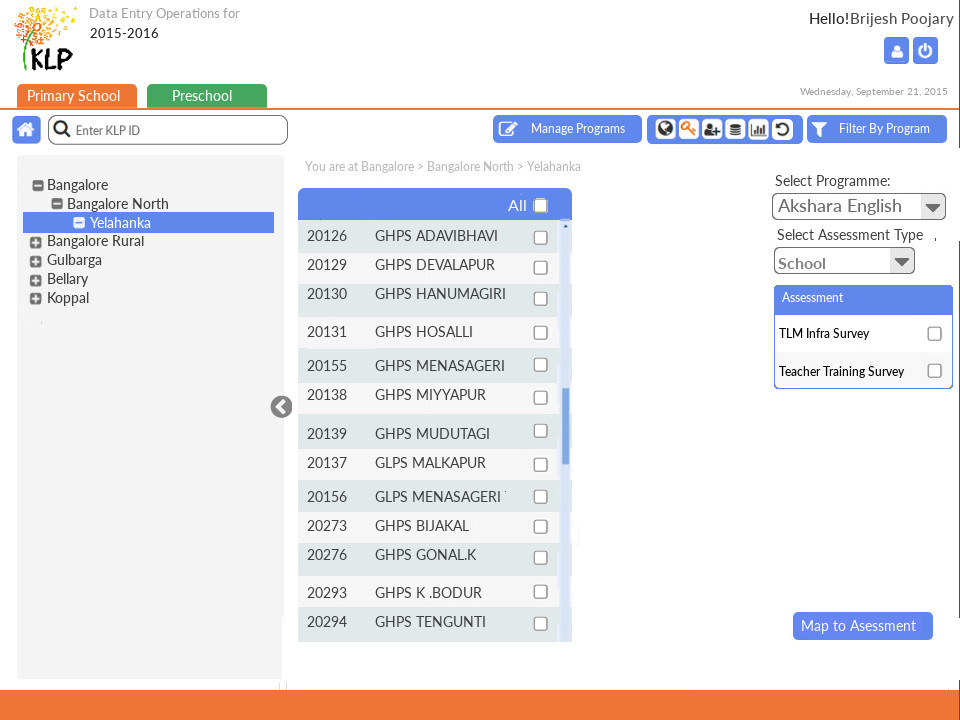 Data Entry Operations for
2015-2016
Hello!Brijesh Poojary
KLP
Primary School
Preschool
Wednesday, September 21, 2015
Enter KLP ID
Manage Programs
Filter By Program
You are at Bangalore > Bangalore North > Yelahanka
Bangalore
Bangalore North
Yelahanka
Bangalore Rural
Gulbarga
Bellary
Koppal
All
20126 GHPS ADAVIBHAVI
20129 GHPS DEVALAPUR
20130 GHPS HANUMAGIRI
20131 GHPS HOSALLI
20155 GHPS MENASAGERI
20138 GHPS MIYYAPUR
20139 GHPS MUDUTAGI
20137 GLPS MALKAPUR
20156 GLPS MENASAGERI
20273 GHPS BIJAKAL
20276 GHPS GONAL.K
20293 GHPS K .BODUR
20294 GHPS TENGUNTI
Select Programme:
Akshara English
Select Assessment Type
School
Assessment
TLM Infra Survey
Teacher Training Survey
Map to Asessment